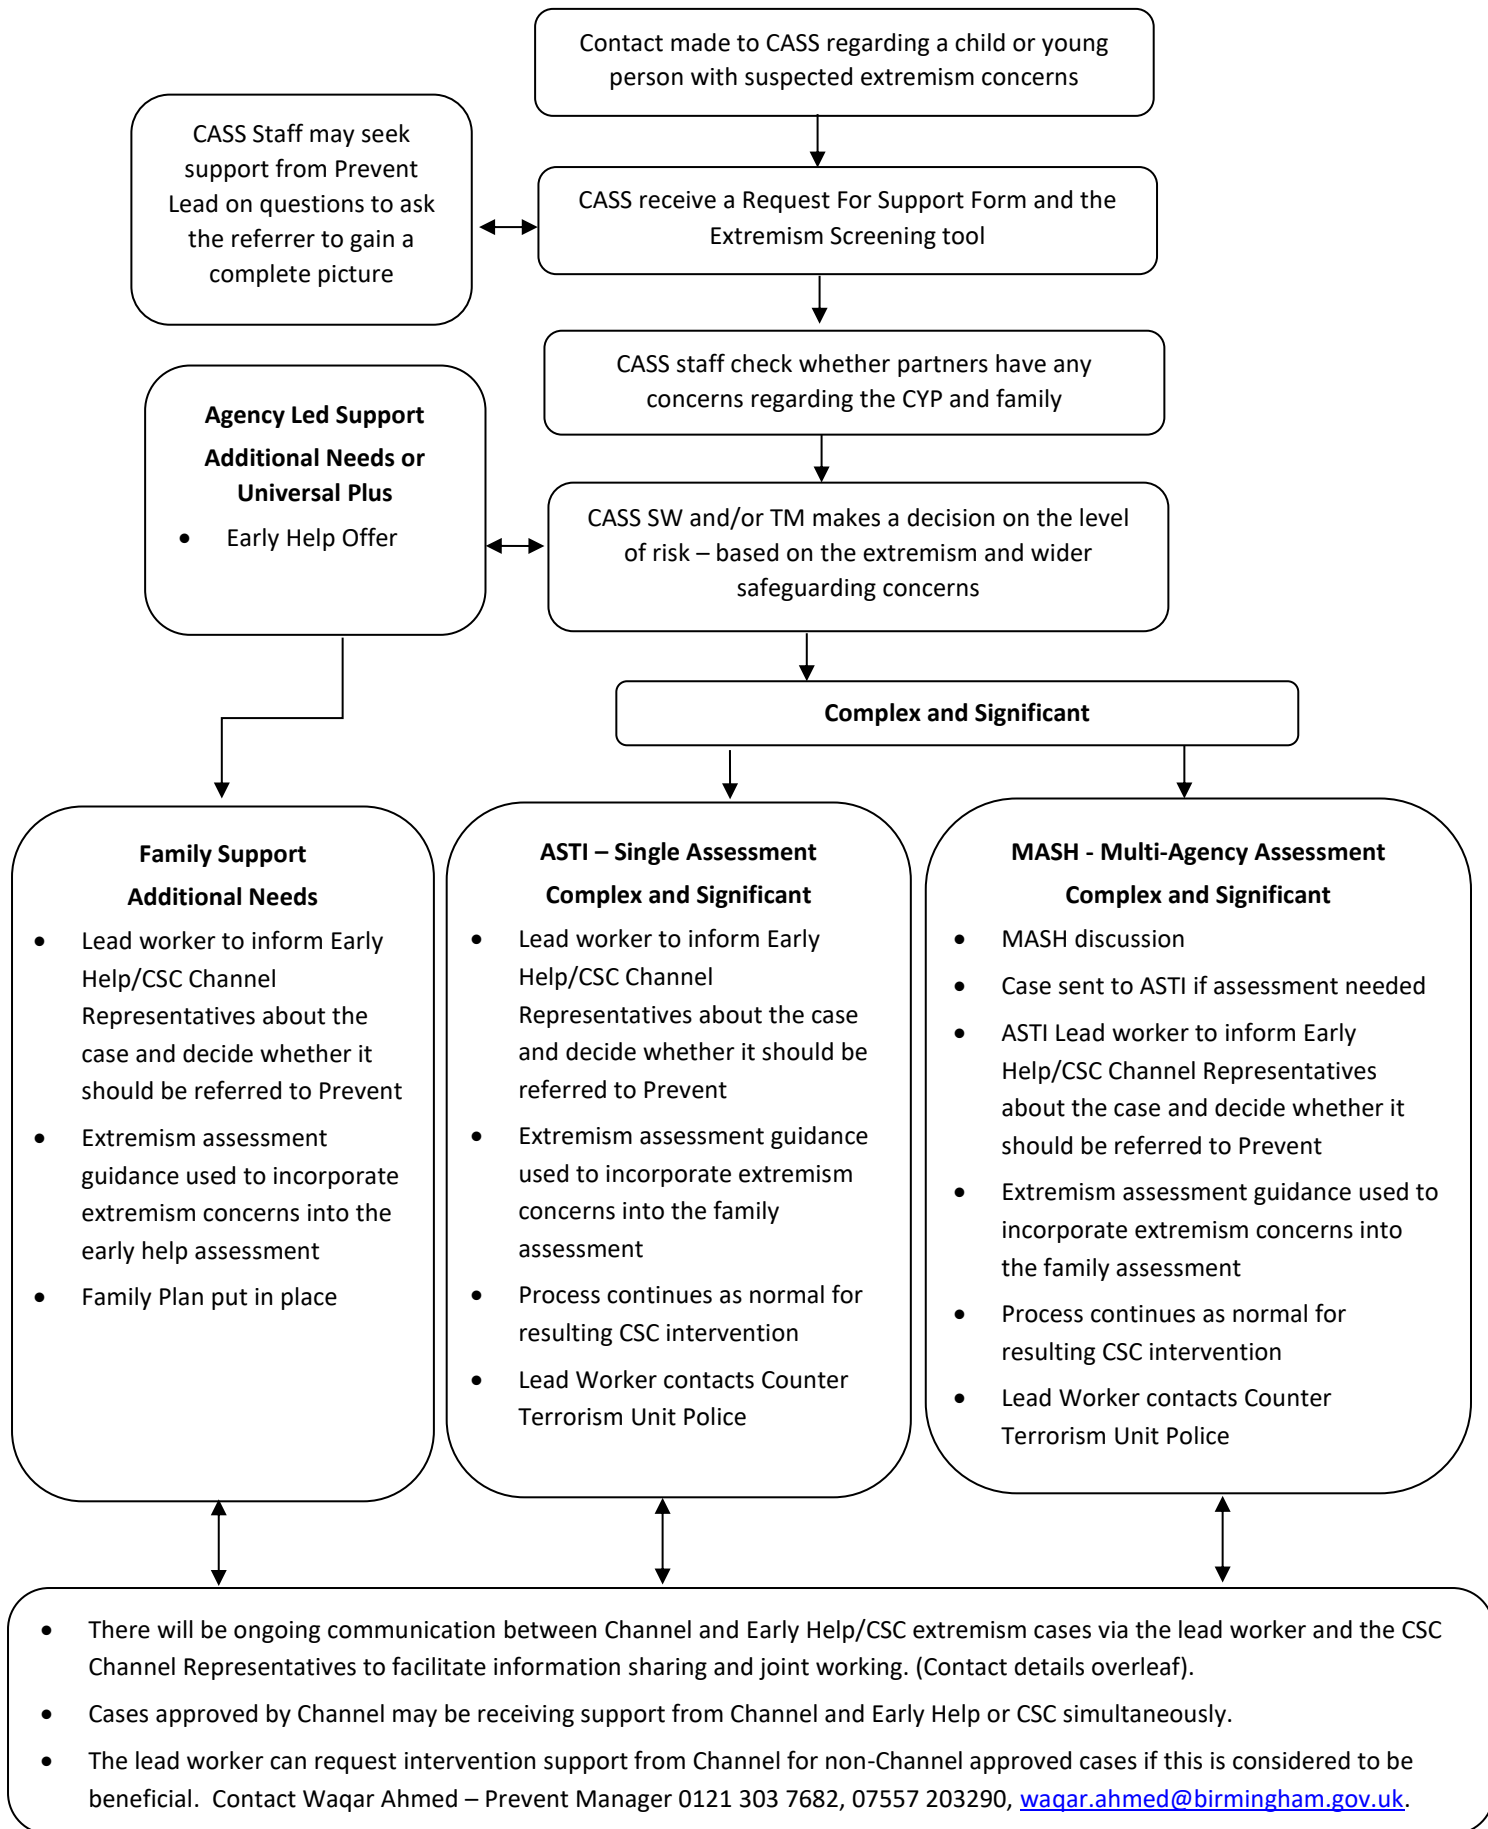 Contact made to CASS regarding a child or young
person with suspected extremism concerns
CASS Staff may seek
support from Prevent
Lead on questions to ask
the referrer to gain a
complete picture
CASS receive a Request For Support Form and the
Extremism Screening tool
CASS staff check whether partners have any
concerns regarding the CYP and family
Agency Led Support
Additional Needs or
Universal Plus
• Early Help Offer
CASS SW and/or TM makes a decision on the level
of risk – based on the extremism and wider
safeguarding concerns
Complex and Significant
Family Support
Additional Needs
• Lead worker to inform Early
Help/CSC Channel
Representatives about the
case and decide whether it
should be referred to Prevent
• Extremism assessment
guidance used to incorporate
extremism concerns into the
early help assessment
• Family Plan put in place
ASTI – Single Assessment
Complex and Significant
• Lead worker to inform Early
Help/CSC Channel
Representatives about the case
and decide whether it should be
referred to Prevent
• Extremism assessment guidance
used to incorporate extremism
concerns into the family
assessment
• Process continues as normal for
resulting CSC intervention
• Lead Worker contacts Counter
Terrorism Unit Police
MASH - Multi-Agency Assessment
Complex and Significant
• MASH discussion
• Case sent to ASTI if assessment needed
• ASTI Lead worker to inform Early
Help/CSC Channel Representatives
about the case and decide whether it
should be referred to Prevent
• Extremism assessment guidance used to
incorporate extremism concerns into
the family assessment
• Process continues as normal for
resulting CSC intervention
• Lead Worker contacts Counter
Terrorism Unit Police
• There will be ongoing communication between Channel and Early Help/CSC extremism cases via the lead worker and the CSC
Channel Representatives to facilitate information sharing and joint working. (Contact details overleaf).
• Cases approved by Channel may be receiving support from Channel and Early Help or CSC simultaneously.
• The lead worker can request intervention support from Channel for non-Channel approved cases if this is considered to be
beneficial.  Contact Waqar Ahmed – Prevent Manager 0121 303 7682, 07557 203290, waqar.ahmed@birmingham.gov.uk.